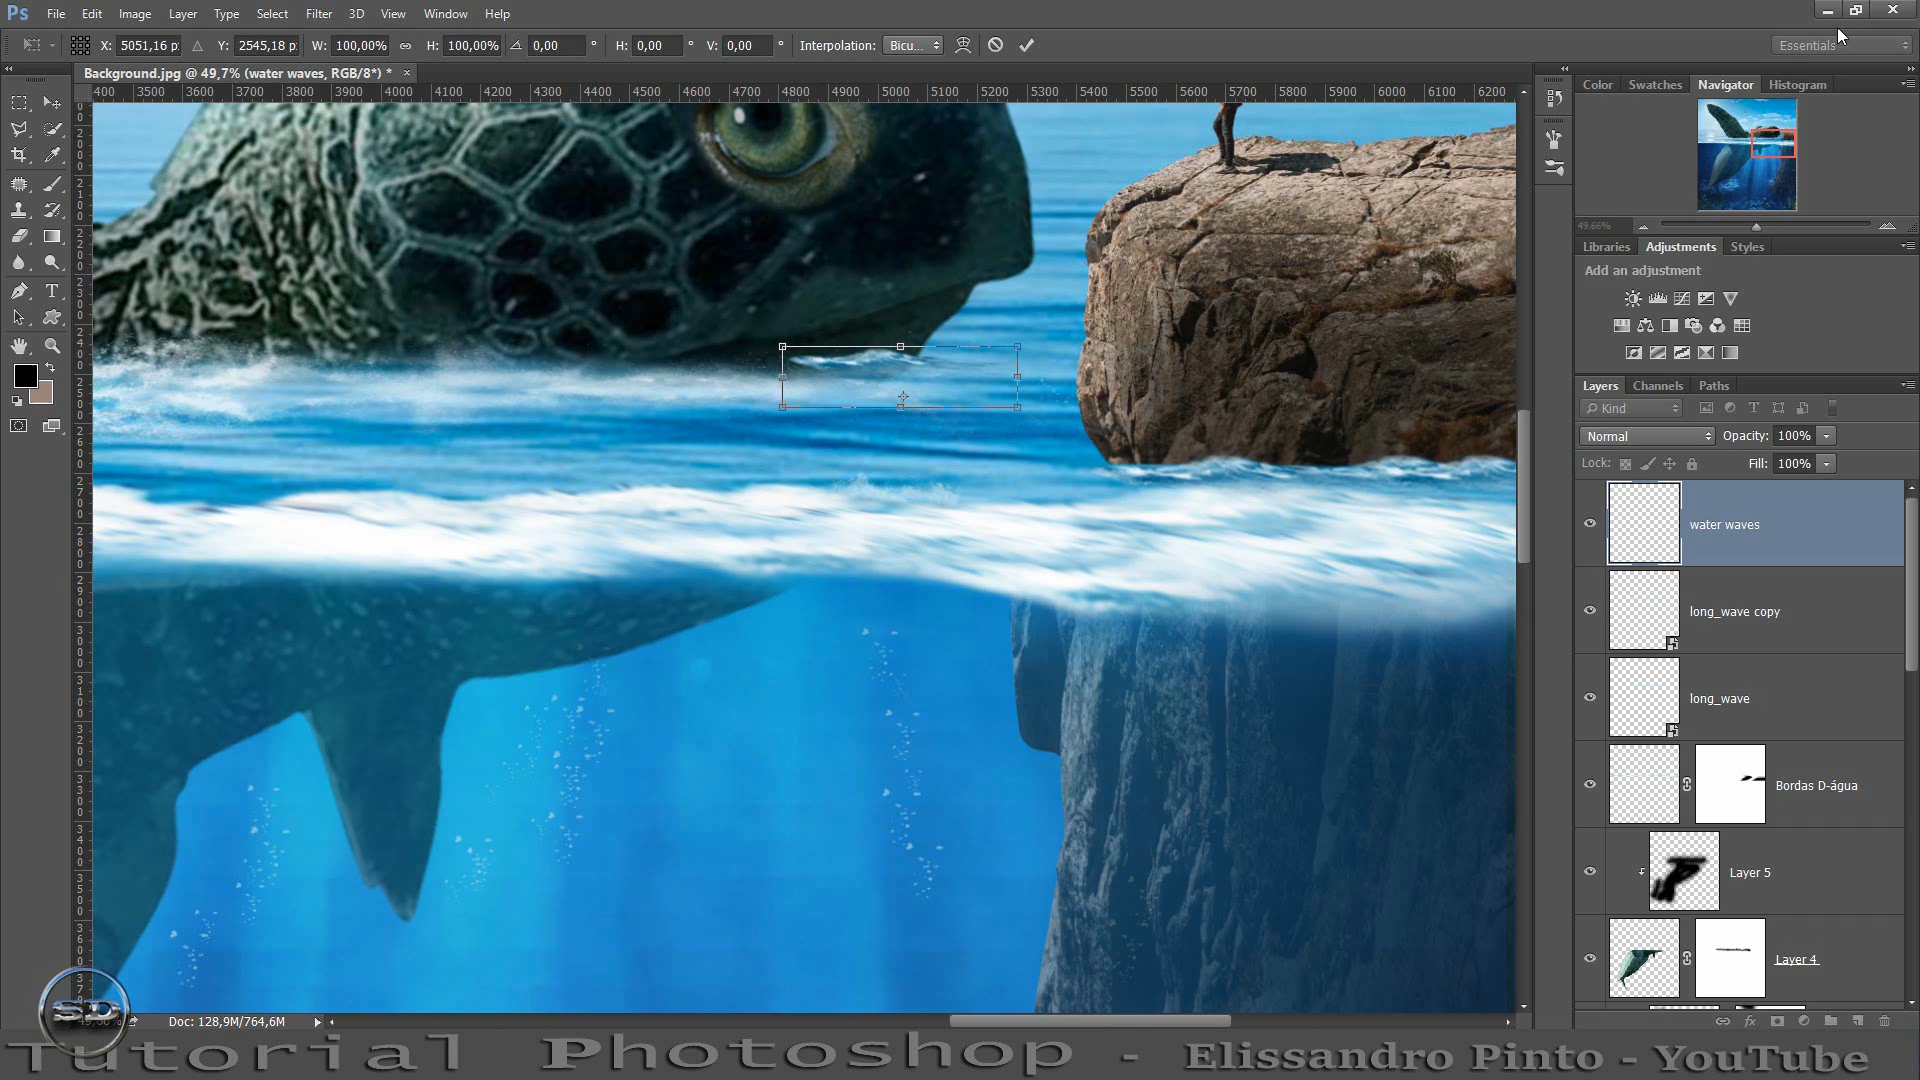 Ps File Edit Image Layer Type Select Filter 3D View Window Help
X: 5051,16 p: Y: 2545,18 p: W: 100,00% H: 100,00% 0,00 ° H: 0,00 ° V: 0,00 ° Interpolation: Bicu... Essentials
Background.jpg @ 49,7% (water waves, RGB/8*) * ×
400 3500 3600 3700 3800 3900 4000 4100 4200 4300 4400 4500 4600 4700 4800 4900 5000 5100 5200 5300 5400 5500 5600 5700 5800 5900 6000 6100 6200
Color Swatches Navigator Histogram
49.66%
Libraries Adjustments Styles
Add an adjustment
Layers Channels Paths
Kind
Normal Opacity: 100%
Lock: Fill: 100%
water waves
long_wave copy
long_wave
Bordas D-água
Layer 5
Layer 4
fx
SD
Doc: 128,9M/764,6M
Tutorial Photoshop - Elissandro Pinto - YouTube